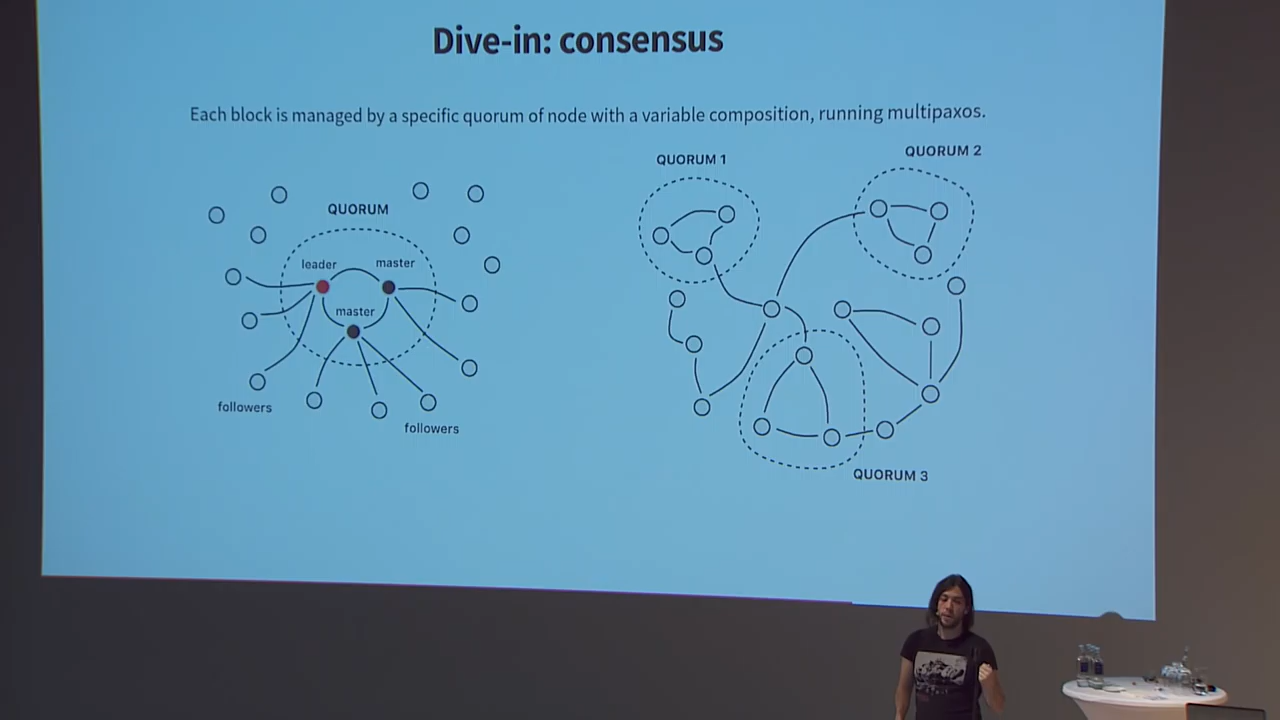 Dive-in: consensus
Each block is managed by a specific quorum of node with a variable composition, running multipaxos.
QUORUM
leader
master
master
followers
followers
QUORUM 1
QUORUM 2
QUORUM 3